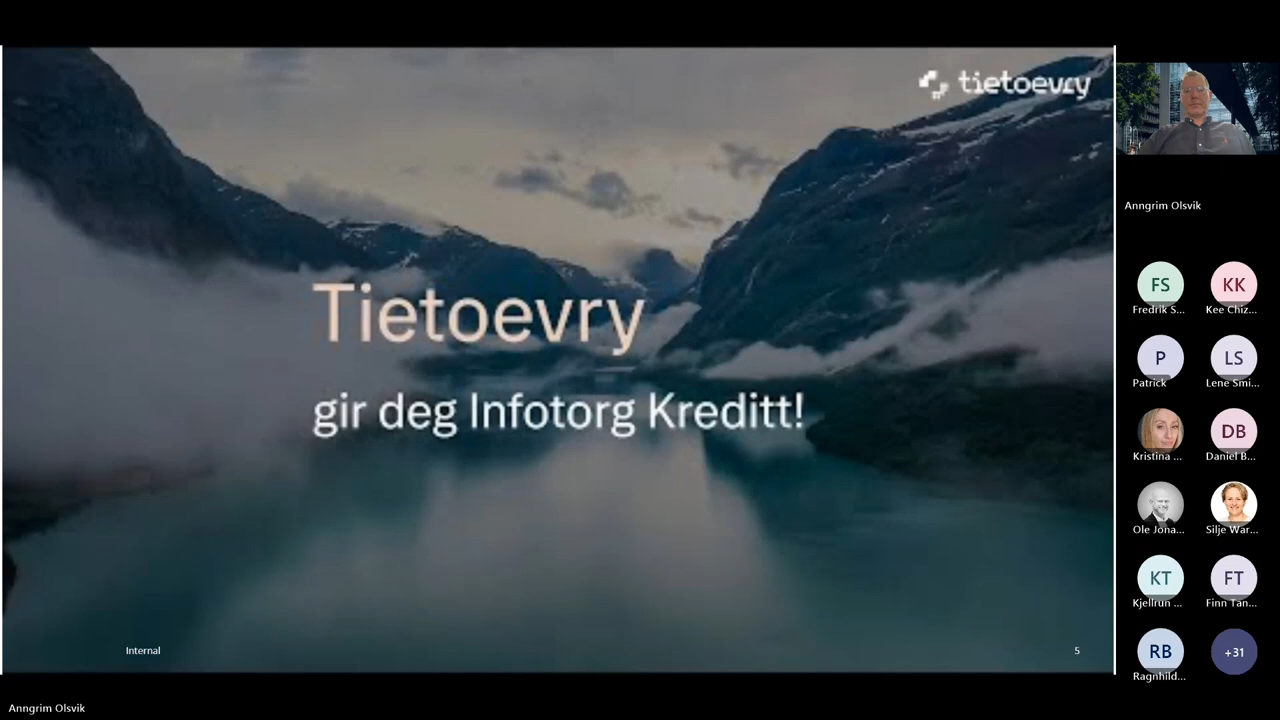 tietoevry
Tietoevry
gir deg Infotorg Kreditt!
Internal
5
Anngrim Olsvik
FS
Fredrik S...
KK
Kee Chiz...
P
Patrick
LS
Lene Smi...
Kristina ...
DB
Daniel B...
Ole Jona...
Silje War...
KT
Kjellrun ...
FT
Finn Tan...
RB
Ragnhild...
+31
Anngrim Olsvik